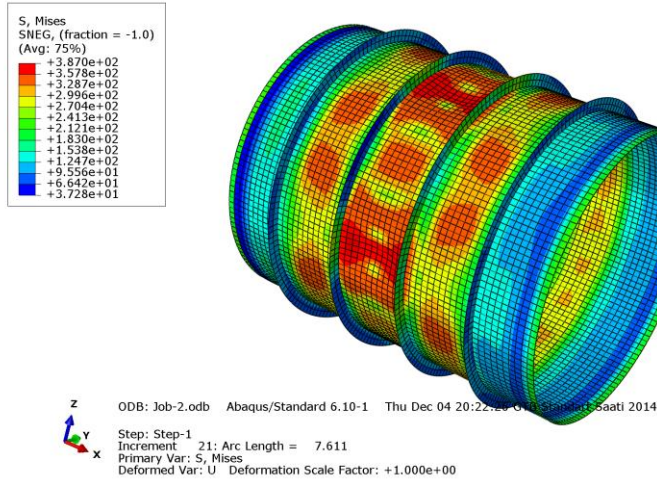 S, Mises
SNEG, (fraction = -1.0)
(Avg: 75%)
+3.870e+02
+3.578e+02
+3.287e+02
+2.996e+02
+2.704e+02
+2.413e+02
+2.121e+02
+1.830e+02
+1.538e+02
+1.247e+02
+9.556e+01
+6.642e+01
+3.728e+01
Z
Y
X
ODB: Job-2.odb Abaqus/Standard 6.10-1 Thu Dec 04 Standart Saati 2014
Step: Step-1
Increment 21: Arc Length = 7.611
Primary Var: S, Mises
Deformed Var: U Deformation Scale Factor: +1.000e+00